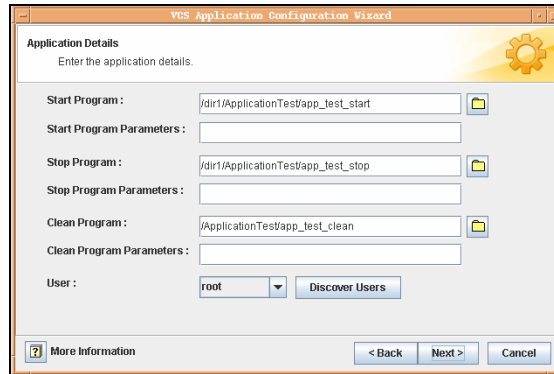 VCS Application Configuration Wizard
Application Details
Enter the application details.
Start Program :
/dir1/ApplicationTest/app_test_start
Start Program Parameters :
Stop Program :
/dir1/ApplicationTest/app_test_stop
Stop Program Parameters :
Clean Program :
/ApplicationTest/app_test_clean
Clean Program Parameters :
User :
root
Discover Users
? More Information
< Back
Next >
Cancel